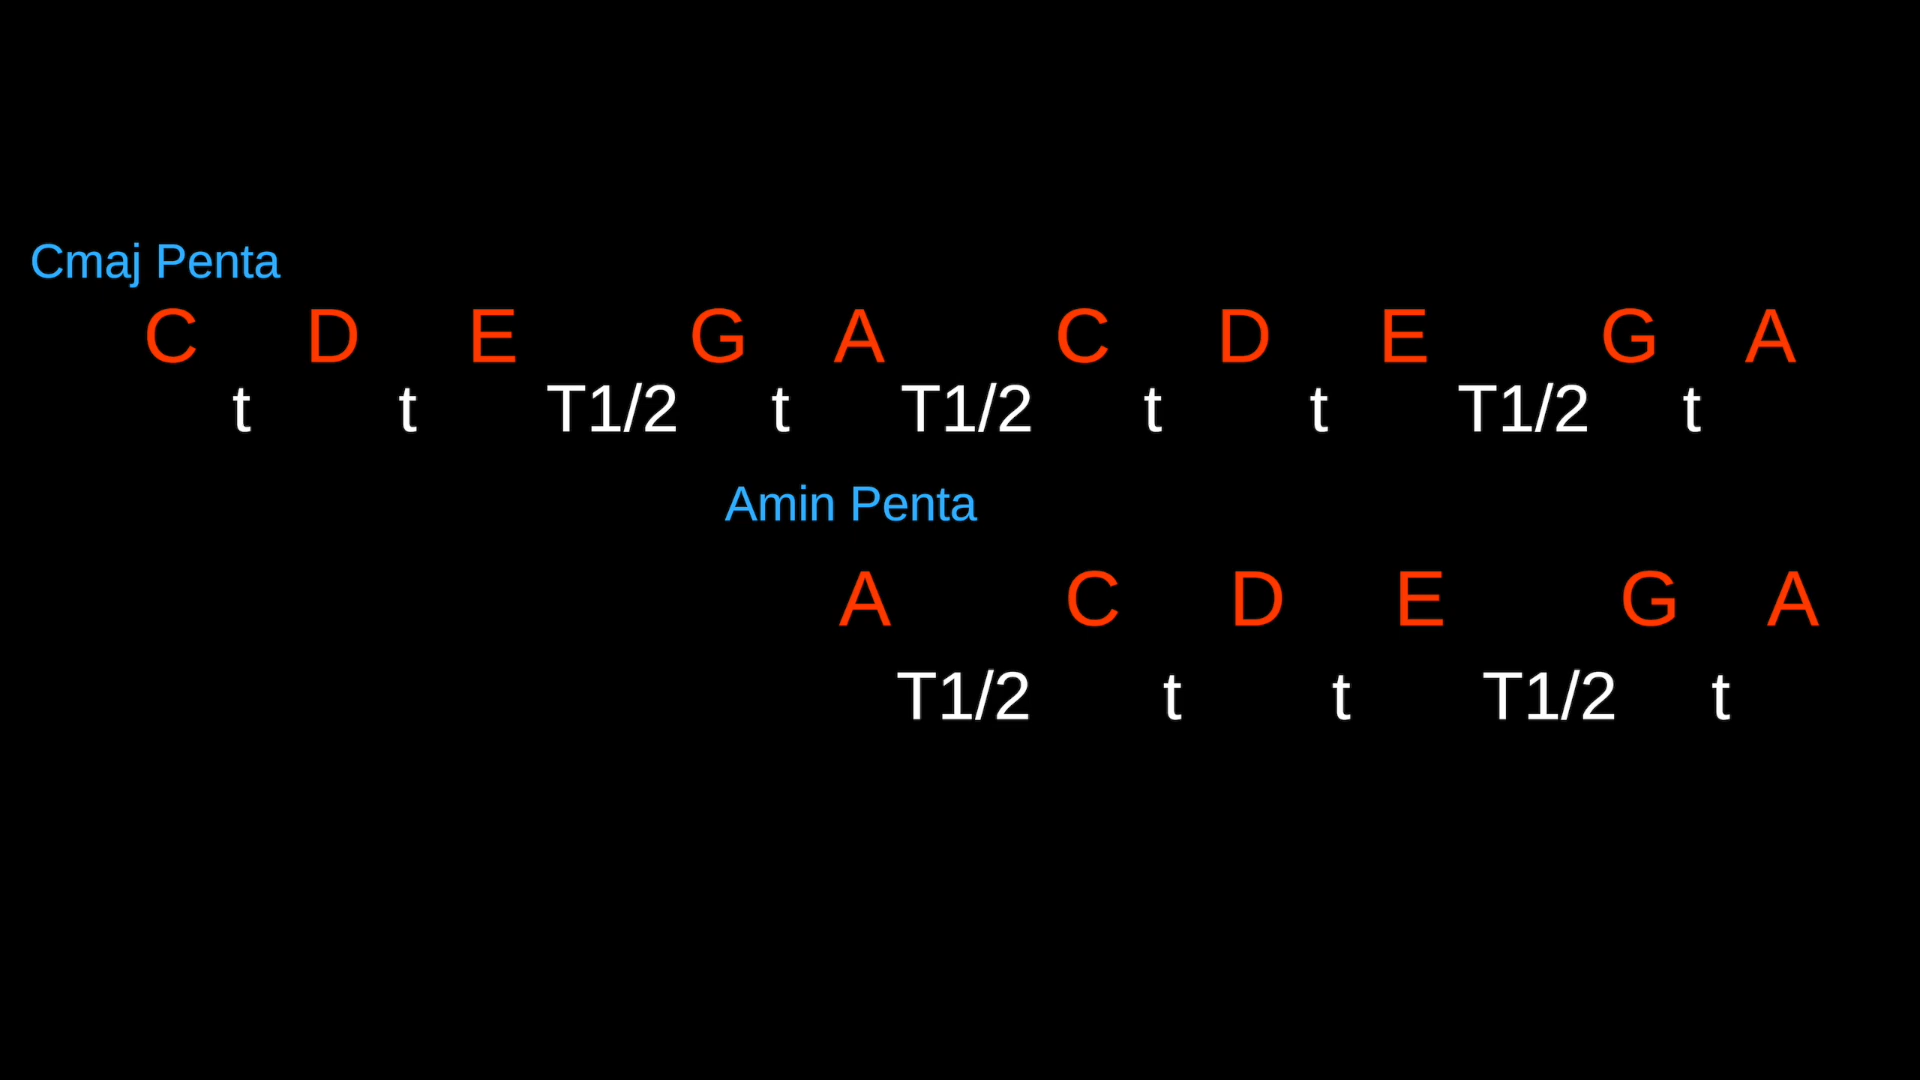 Cmaj Penta
C D E G A C D E G A
t t T1/2 t T1/2 t t T1/2 t
Amin Penta
A C D E G A
T1/2 t t T1/2 t